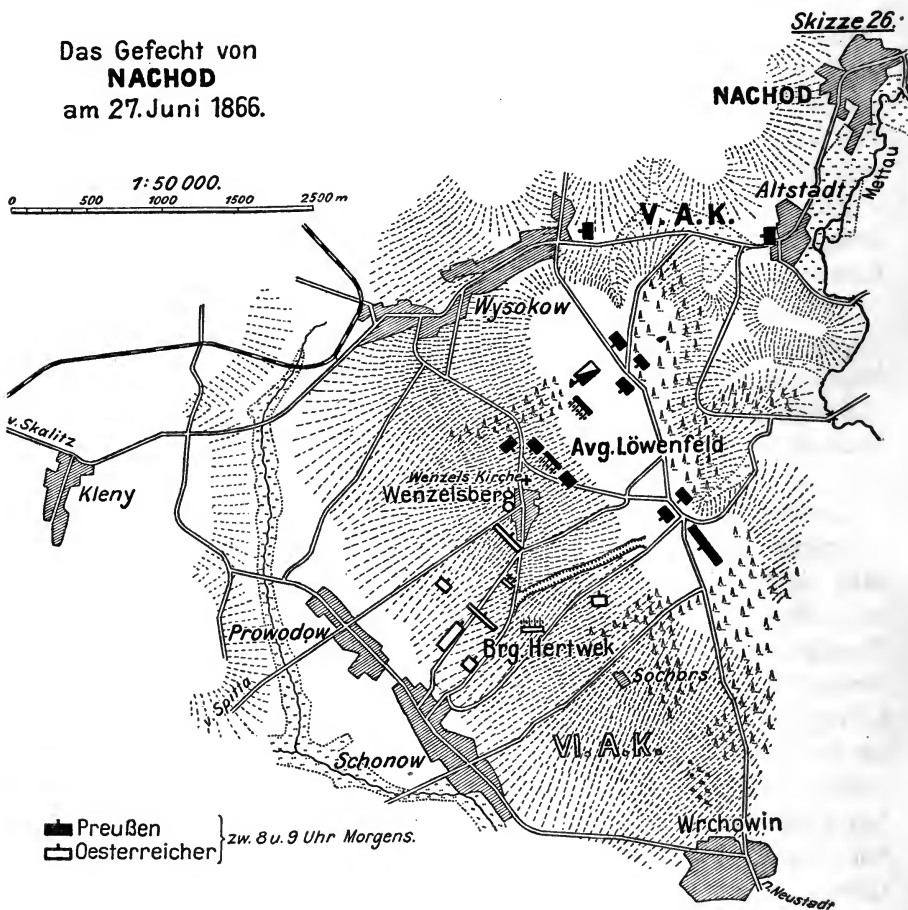 Skizze 26.
Das Gefecht von
NACHOD
am 27. Juni 1866.
NACHOD
1:50 000.
0 500 1000 1500 2500 m
Altstadt
Mettau
V. A. K.
Wysokow
v. Skalitz
Avg. Löwenfeld
Kleny
Wenzels Kirche
Wenzelsberg
Prowodow
Brg. Hertwek
Sochors
v. Spitta
Schonow
VI. A. K.
Preußen
Oesterreicher
zw. 8 u. 9 Uhr Morgens.
Wrchowin
n. Neustadt